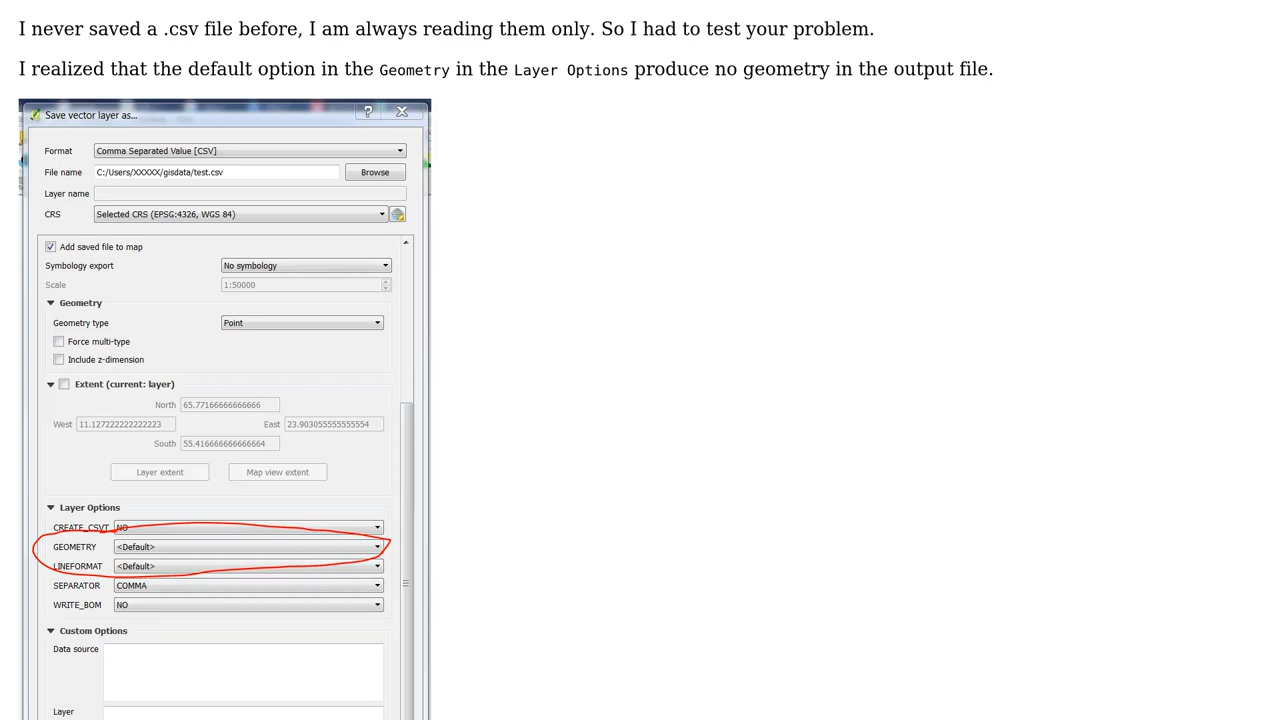 I never saved a .csv file before, I am always reading them only. So I had to test your problem.
I realized that the default option in the Geometry in the Layer Options produce no geometry in the output file.
Save vector layer as...
?
Format Comma Separated Value [CSV]
File name C:/Users/XXXXX/gisdata/test.csv Browse
Layer name
CRS Selected CRS (EPSG:4326, WGS 84)
Add saved file to map
Symbology export No symbology
Scale 1:50000
Geometry
Geometry type Point
Force multi-type
Include z-dimension
Extent (current: layer)
North 65.77166666666666
West 11.127222222222223 East 23.903055555555554
South 55.416666666666664
Layer extent Map view extent
Layer Options
CREATE_CSVT NO
GEOMETRY <Default>
LINEFORMAT <Default>
SEPARATOR COMMA
WRITE_BOM NO
Custom Options
Data source
Layer